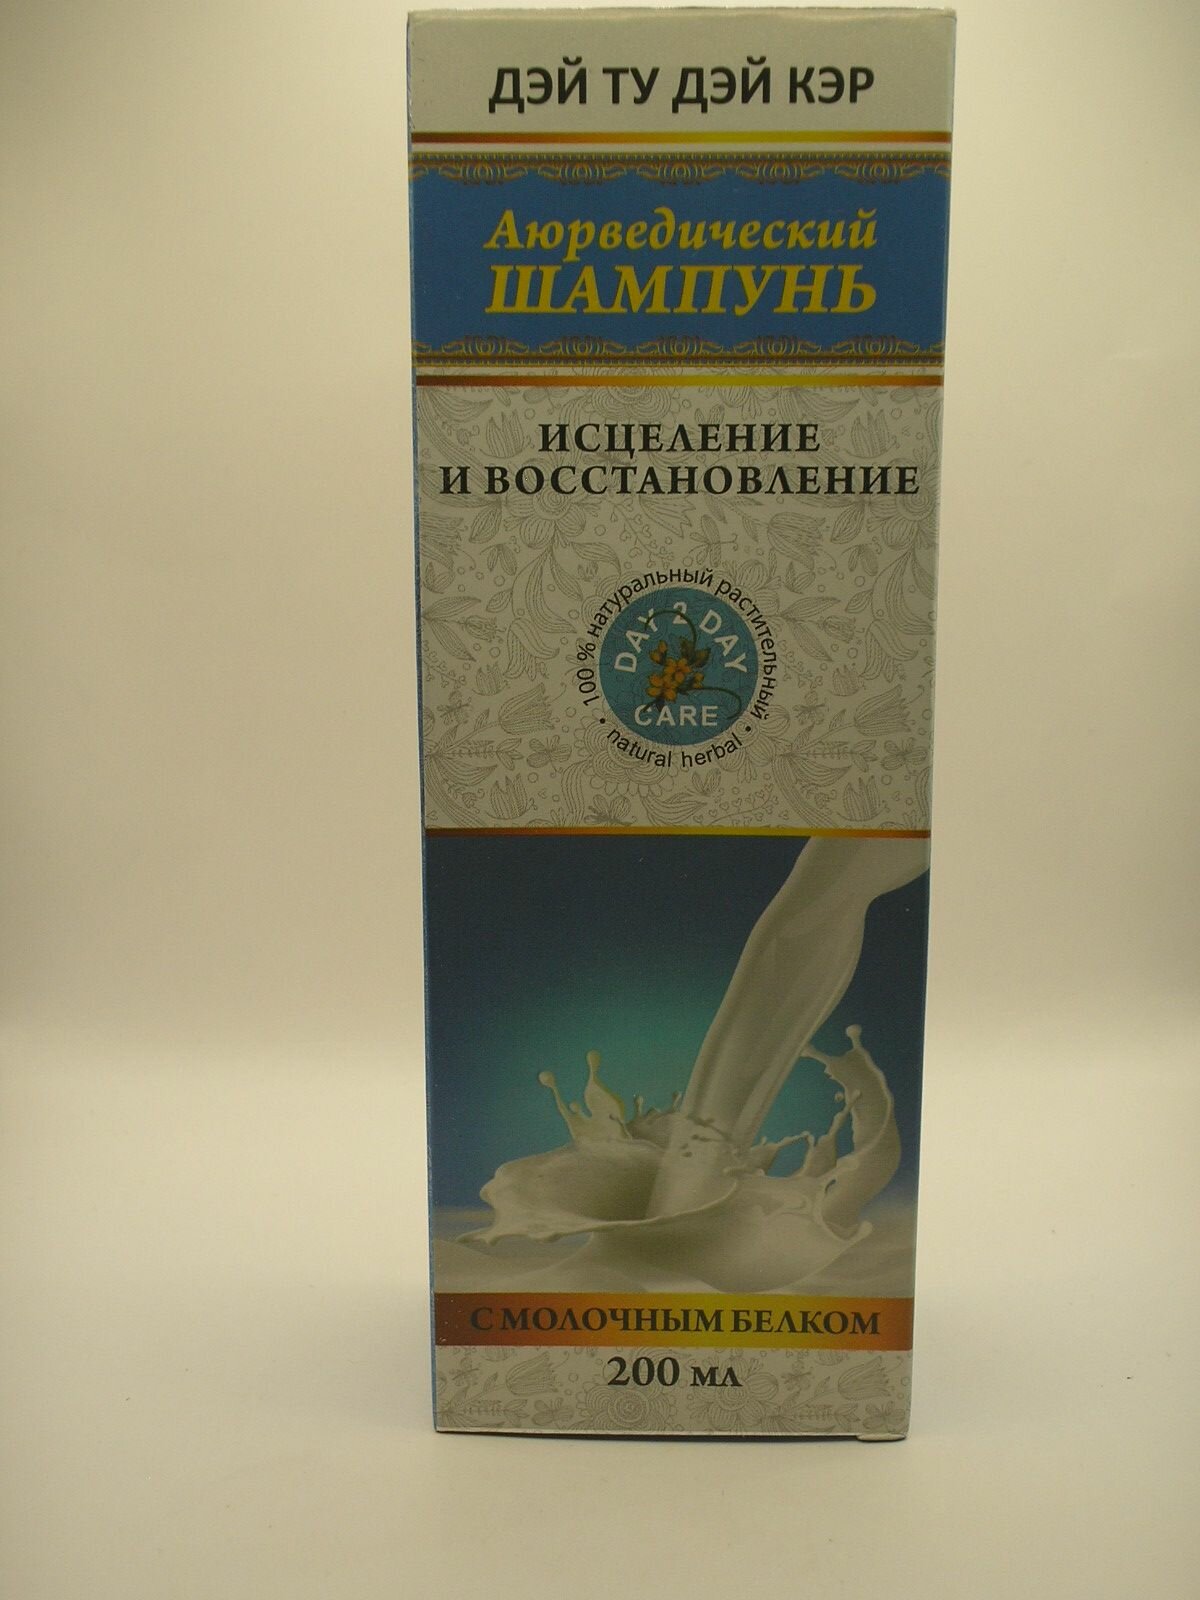 ДЭЙ ТУ ДЭЙ КЭР
Аюрведический
ШАМПУНЬ
ИСЦЕЛЕНИЕ
И ВОССТАНОВЛЕНИЕ
• 100 % натуральный растительный •
DAY 2 DAY
CARE
natural herbal
С МОЛОЧНЫМ БЕЛКОМ
200 мл